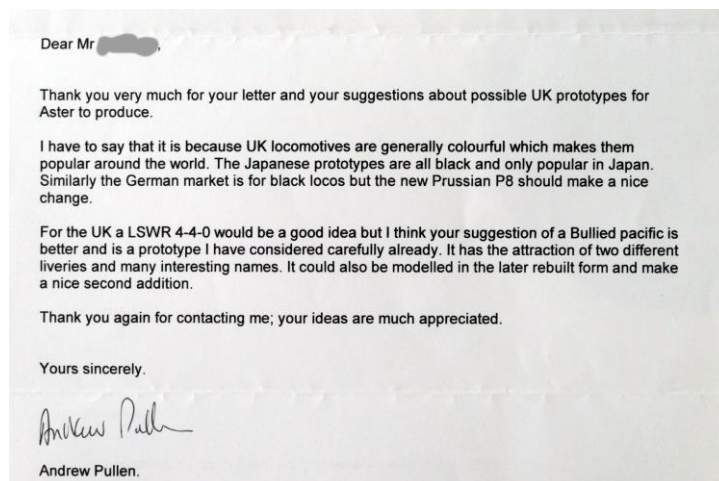 Dear Mr ,
Thank you very much for your letter and your suggestions about possible UK prototypes for
Aster to produce.
I have to say that it is because UK locomotives are generally colourful which makes them
popular around the world. The Japanese prototypes are all black and only popular in Japan.
Similarly the German market is for black locos but the new Prussian P8 should make a nice
change.
For the UK a LSWR 4-4-0 would be a good idea but I think your suggestion of a Bullied pacific is
better and is a prototype I have considered carefully already. It has the attraction of two different
liveries and many interesting names. It could also be modelled in the later rebuilt form and make
a nice second addition.
Thank you again for contacting me; your ideas are much appreciated.
Yours sincerely.
Andrew Pullen
Andrew Pullen.